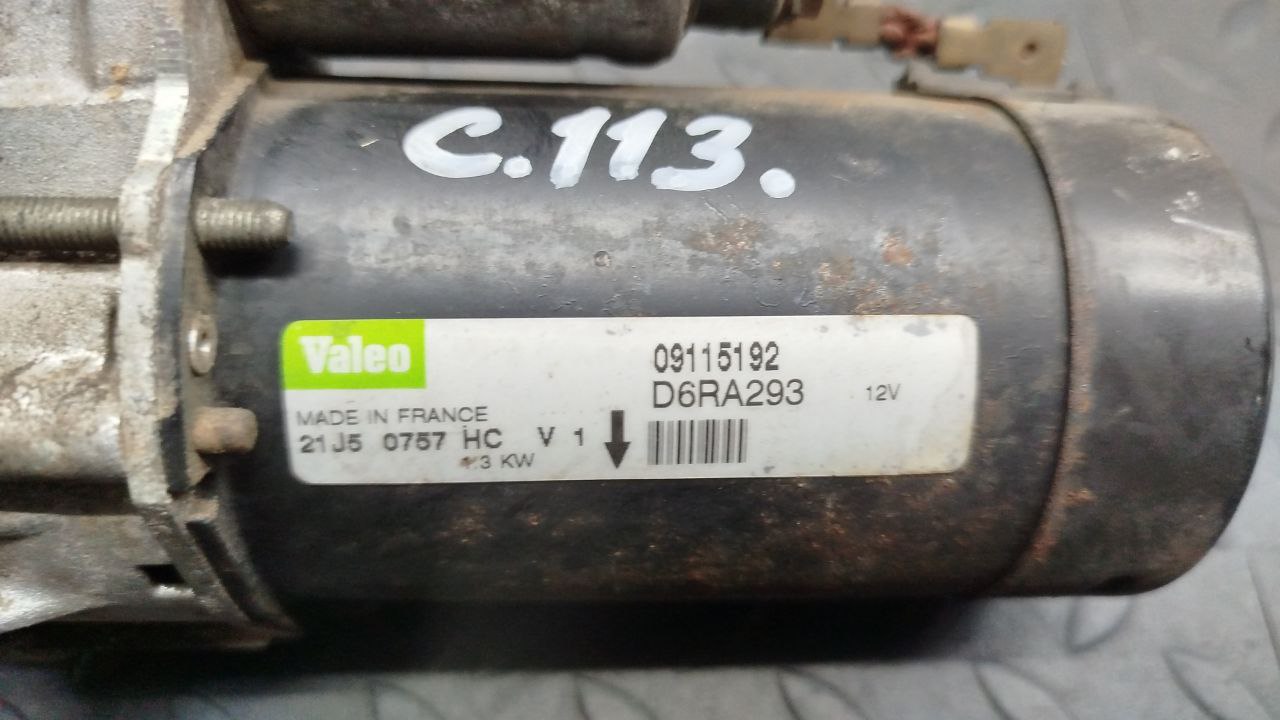 C.113.
Valeo
09115192
D6RA293 12V
MADE IN FRANCE
21J5 0757 HC V 1
KW